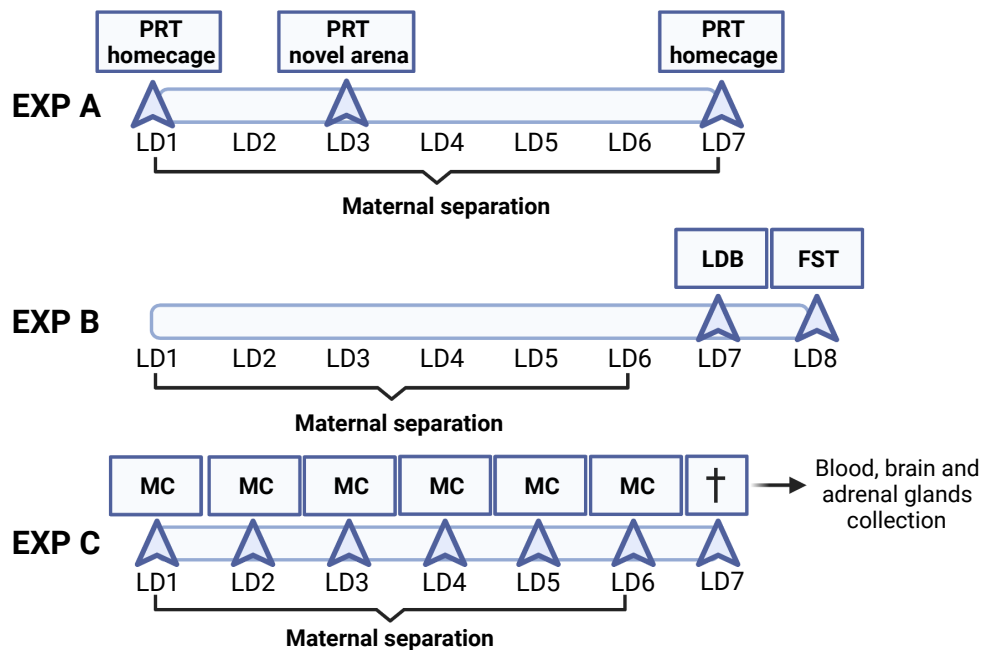 PRT
homecage
PRT
novel arena
PRT
homecage
EXP A
LD1 LD2 LD3 LD4 LD5 LD6 LD7
Maternal separation
LDB FST
EXP B
LD1 LD2 LD3 LD4 LD5 LD6 LD7 LD8
Maternal separation
MC MC MC MC MC MC †
Blood, brain and
adrenal glands
collection
EXP C
LD1 LD2 LD3 LD4 LD5 LD6 LD7
Maternal separation